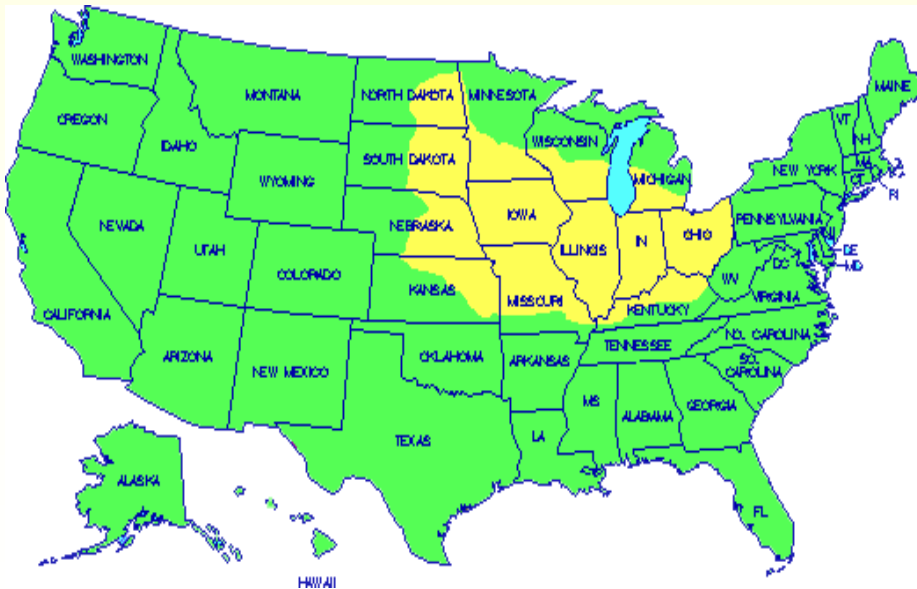 WASHINGTON
OREGON
CALIFORNIA
NEVADA
IDAHO
MONTANA
WYOMING
UTAH
ARIZONA
COLORADO
NEW MEXICO
NORTH DAKOTA
SOUTH DAKOTA
NEBRASKA
KANSAS
OKLAHOMA
TEXAS
MINNESOTA
IOWA
MISSOURI
ARKANSAS
LA
WISCONSIN
ILLINOIS
MICHIGAN
IN
OHIO
KENTUCKY
TENNESSEE
MS
ALABAMA
GEORGIA
FL
SO.
CAROLINA
NO. CAROLINA
VIRGINIA
WV
DC
MD
DE
NJ
PENNSYLVANIA
NEW YORK
CT
RI
MA
VT
NH
MAINE
ALASKA
HAWAII